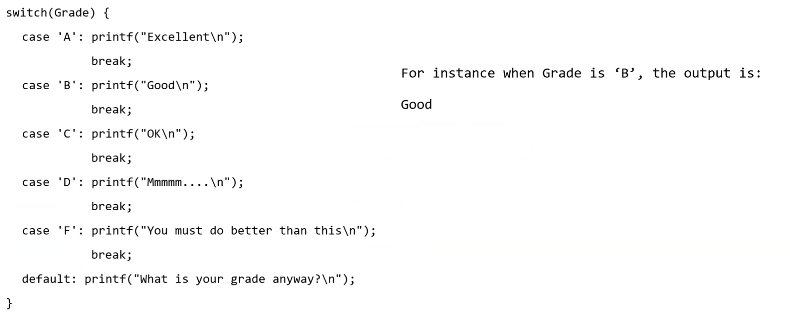 switch(Grade) {
case 'A': printf("Excellent\n");
break;
case 'B': printf("Good\n");
break;
case 'C': printf("OK\n");
break;
case 'D': printf("Mmmmm....\n");
break;
case 'F': printf("You must do better than this\n");
break;
default: printf("What is your grade anyway?\n");
}
For instance when Grade is ‘B’, the output is:
Good